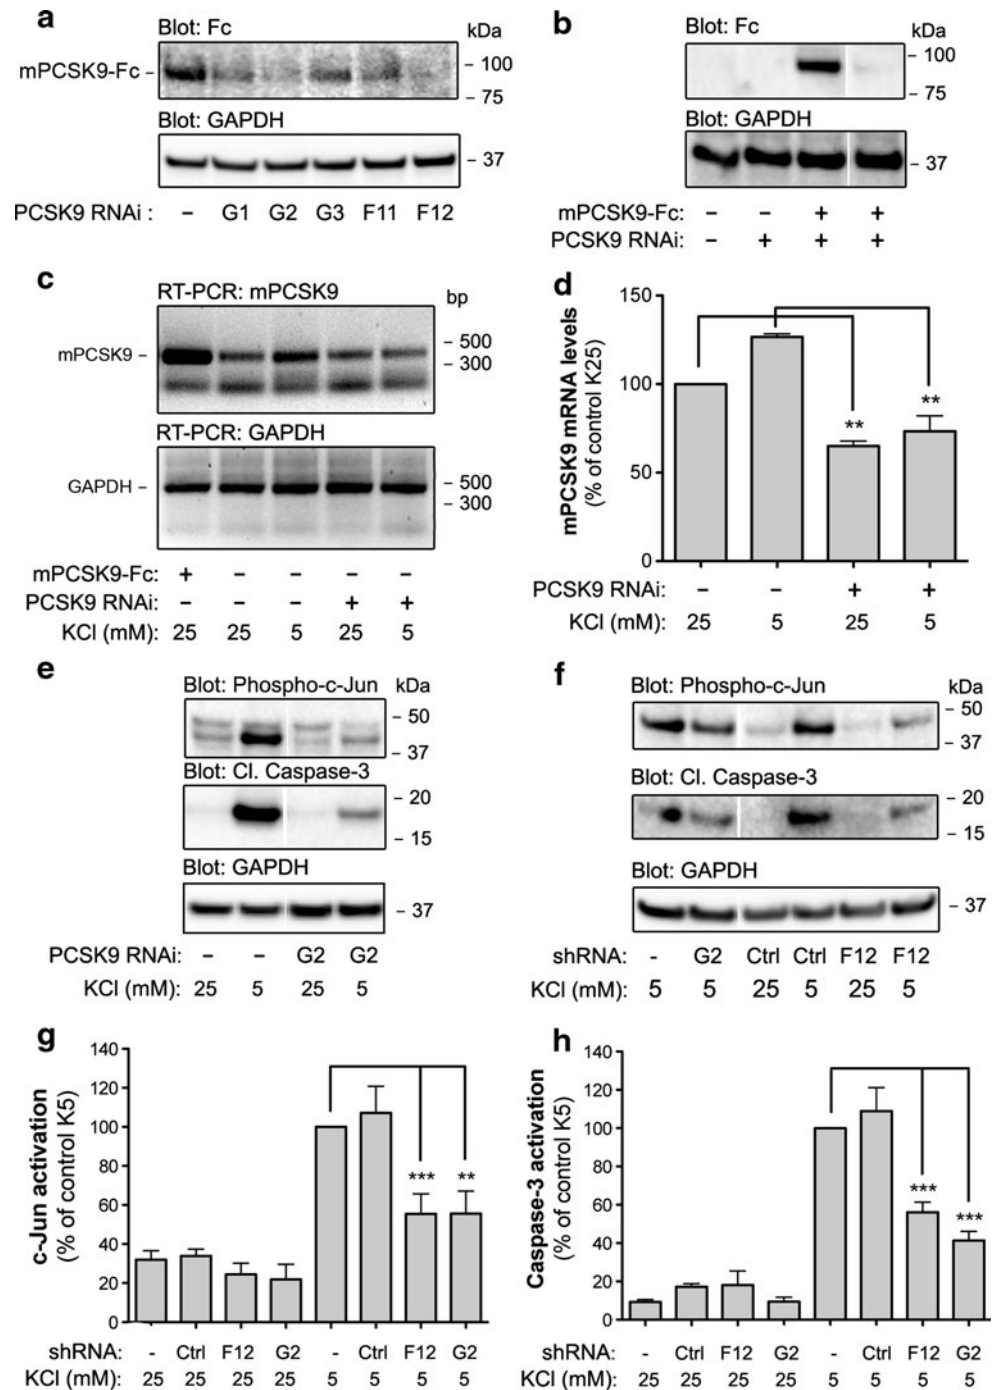 a
Blot: Fc
kDa
mPCSK9-Fc –
– 100
– 75
Blot: GAPDH
– 37
PCSK9 RNAi : – G1 G2 G3 F11 F12
b
Blot: Fc
kDa
– 100
– 75
Blot: GAPDH
– 37
mPCSK9-Fc: – – + +
PCSK9 RNAi: – + + +
c
RT-PCR: mPCSK9
bp
mPCSK9 –
– 500
– 300
RT-PCR: GAPDH
GAPDH –
– 500
– 300
mPCSK9-Fc: + – – – –
PCSK9 RNAi: – – – + +
KCl (mM): 25 25 5 25 5
d
mPCSK9 mRNA levels
(% of control K25)
150
100
50
0
** **
PCSK9 RNAi: – – + +
KCl (mM): 25 5 25 5
e
Blot: Phospho-c-Jun
kDa
– 50
– 37
Blot: Cl. Caspase-3
– 20
– 15
Blot: GAPDH
– 37
PCSK9 RNAi: – – G2 G2
KCl (mM): 25 5 25 5
f
Blot: Phospho-c-Jun
kDa
– 50
– 37
Blot: Cl. Caspase-3
– 20
– 15
Blot: GAPDH
– 37
shRNA: - G2 Ctrl Ctrl F12 F12
KCl (mM): 5 5 25 5 25 5
g
c-Jun activation
(% of control K5)
140
120
100
80
60
40
20
0
*** **
shRNA: - Ctrl F12 G2 - Ctrl F12 G2
KCl (mM): 25 25 25 25 5 5 5 5
h
Caspase-3 activation
(% of control K5)
140
120
100
80
60
40
20
0
*** ***
shRNA: - Ctrl F12 G2 - Ctrl F12 G2
KCl (mM): 25 25 25 25 5 5 5 5